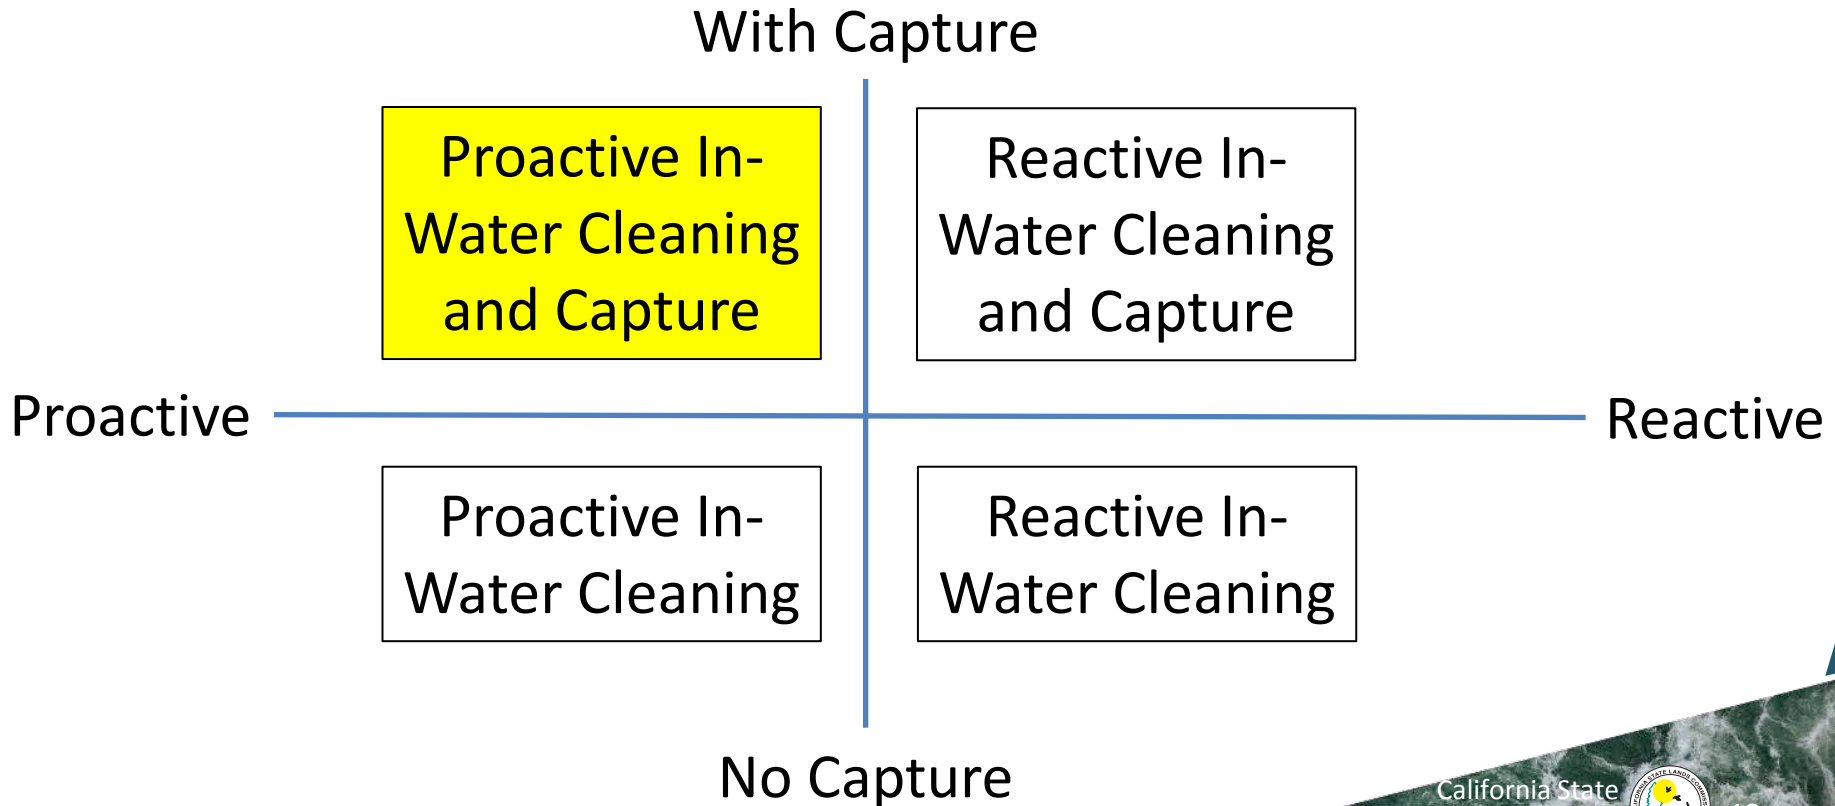 With Capture
Proactive In-
Water Cleaning
and Capture
Reactive In-
Water Cleaning
and Capture
Proactive
Reactive
Proactive In-
Water Cleaning
Reactive In-
Water Cleaning
No Capture
California State